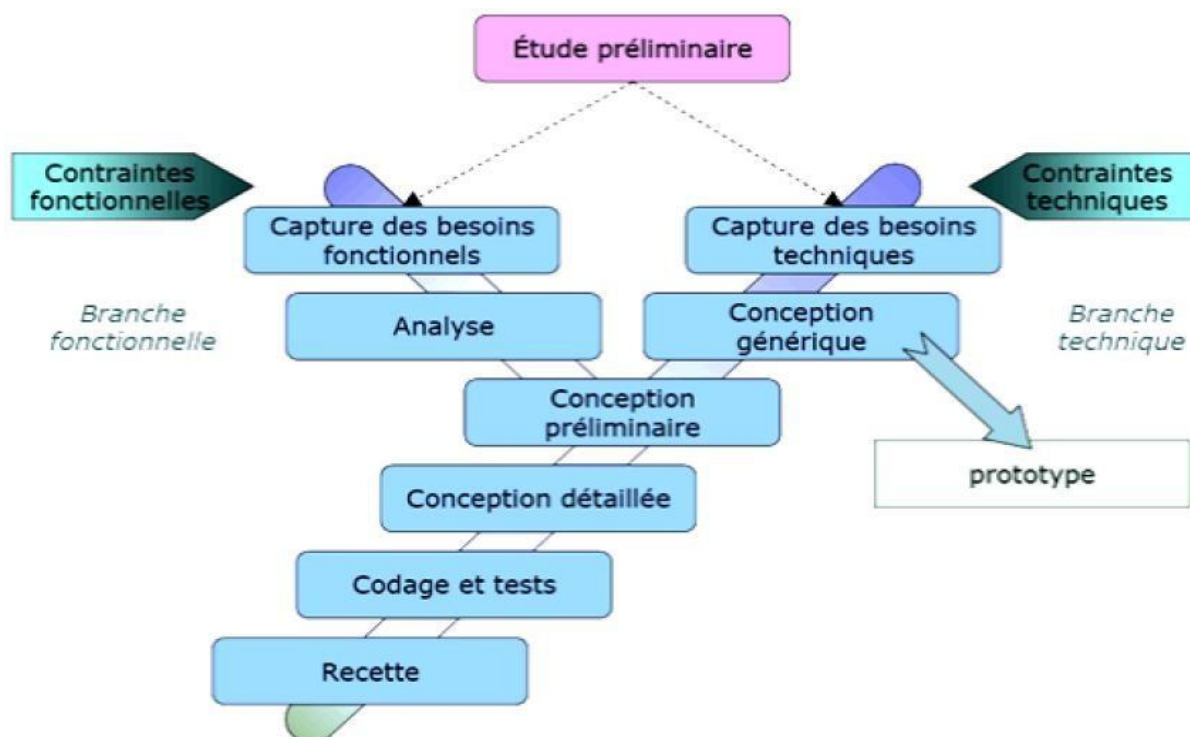 Étude préliminaire
Contraintes
fonctionnelles
Contraintes
techniques
Capture des besoins
fonctionnels
Capture des besoins
techniques
Branche
fonctionnelle
Analyse
Conception
générique
Branche
technique
Conception
préliminaire
prototype
Conception détaillée
Codage et tests
Recette